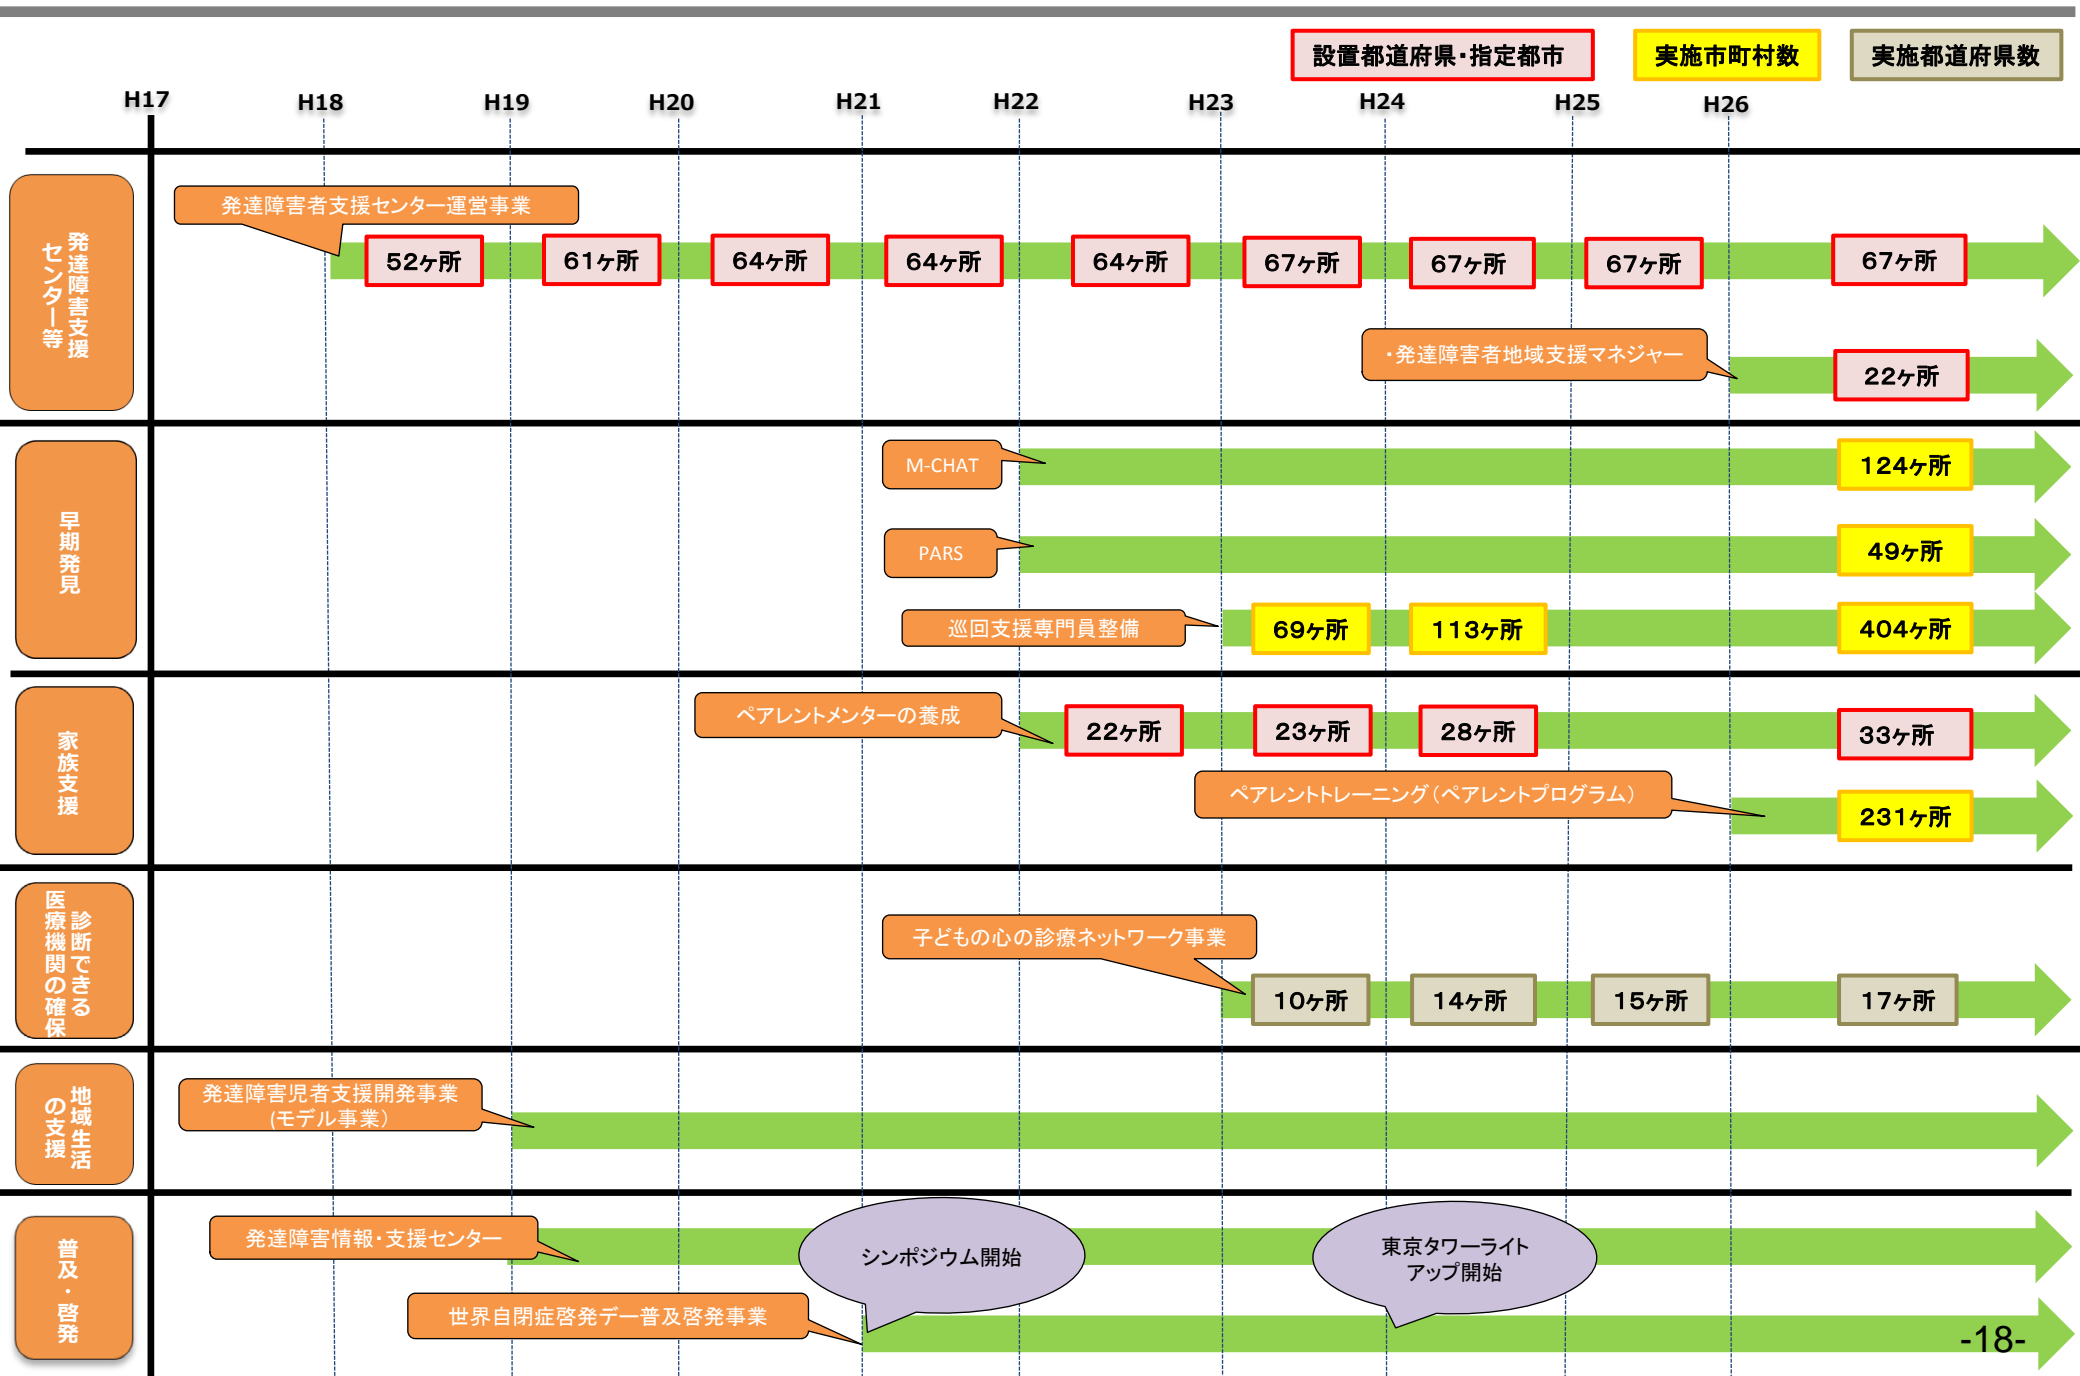 設置都道府県・指定都市
実施市町村数
実施都道府県数
H17
H18
H19
H20
H21
H22
H23
H24
H25
H26
発達障害支援
センター等
発達障害者支援センター運営事業
52ヶ所
61ヶ所
64ヶ所
64ヶ所
64ヶ所
67ヶ所
67ヶ所
67ヶ所
67ヶ所
・発達障害者地域支援マネジャー
22ヶ所
早期発見
M-CHAT
124ヶ所
PARS
49ヶ所
巡回支援専門員整備
69ヶ所
113ヶ所
404ヶ所
家族支援
ペアレントメンターの養成
22ヶ所
23ヶ所
28ヶ所
33ヶ所
ペアレントトレーニング(ペアレントプログラム)
231ヶ所
診断できる
医療機関の確保
子どもの心の診療ネットワーク事業
10ヶ所
14ヶ所
15ヶ所
17ヶ所
地域生活
の支援
発達障害児者支援開発事業
(モデル事業)
普及・啓発
発達障害情報・支援センター
シンポジウム開始
東京タワーライト
アップ開始
世界自閉症啓発デー普及啓発事業
-18-